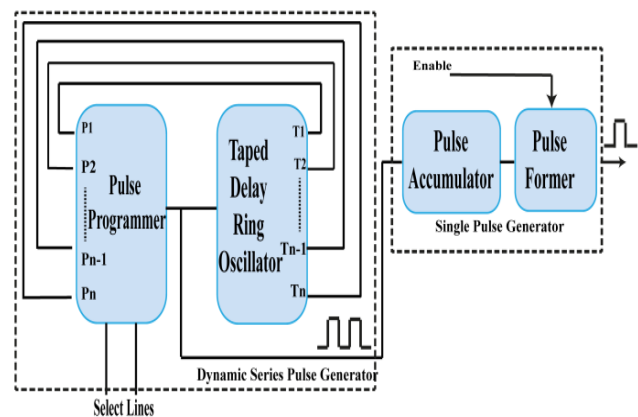 P1
P2
Pn-1
Pn
Pulse
Programmer
Select Lines
Taped
Delay
Ring
Oscillator
T1
T2
Tn-1
Tn
Dynamic Series Pulse Generator
Enable
Pulse
Accumulator
Pulse
Former
Single Pulse Generator